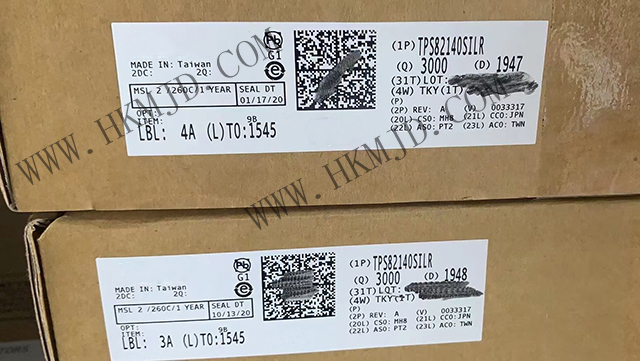 MADE IN: Taiwan
2DC: 2Q:
MSL 2 /260C/1 YEAR
SEAL DT
01/17/20
OPT:
ITEM:
9B
LBL: 4A (L)TO:1545
Pb
G1
e
(1P) TPS82140SILR
(Q) 3000 (D) 1947
(31T) LOT:
(4W) TKY(1T)
(P)
(2P) REV: A (V) 0033317
(20L) CSO: MH8 (21L) CCO:JPN
(22L) ASO: PT2 (23L) ACO: TWN
WWW.HKMJD.COM
WWW.HKMJD.COM
MADE IN: Taiwan
2DC: 2Q:
MSL 2 /260C/1 YEAR
SEAL DT
10/13/20
OPT:
ITEM:
9B
LBL: 3A (L)TO:1545
Pb
G1
e
(1P) TPS82140SILR
(Q) 3000 (D) 1948
(31T) LOT:
(4W) TKY(1T)
(P)
(2P) REV: A (V) 0033317
(20L) CSO: MH8 (21L) CCO:JPN
(22L) ASO: PT2 (23L) ACO: TWN